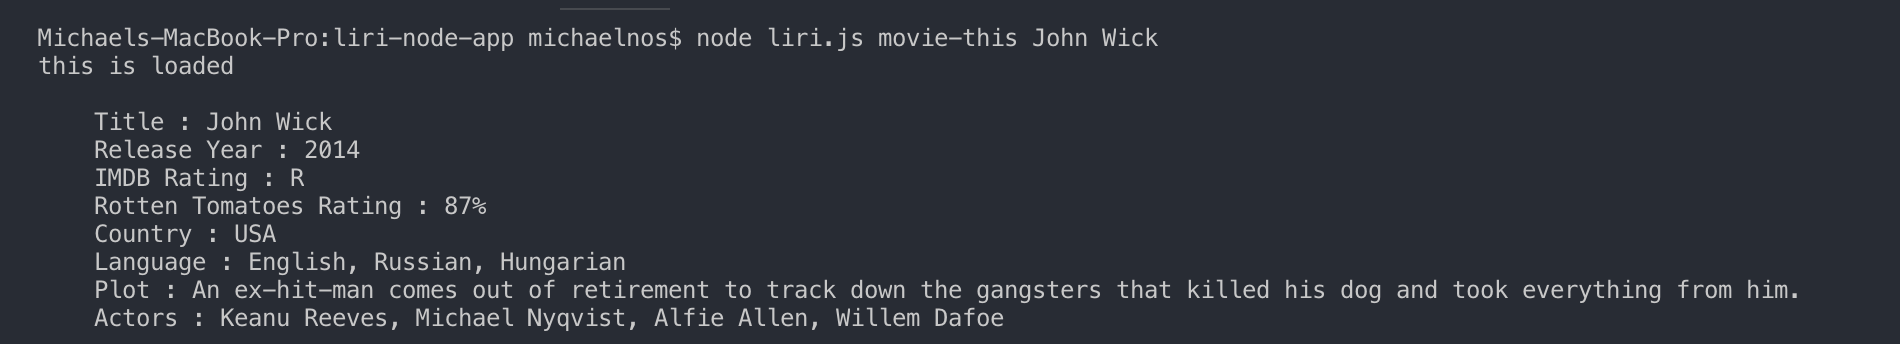 Michaels-MacBook-Pro:liri-node-app michaelnos$ node liri.js movie-this John Wick
this is loaded
Title : John Wick
Release Year : 2014
IMDB Rating : R
Rotten Tomatoes Rating : 87%
Country : USA
Language : English, Russian, Hungarian
Plot : An ex-hit-man comes out of retirement to track down the gangsters that killed his dog and took everything from him.
Actors : Keanu Reeves, Michael Nyqvist, Alfie Allen, Willem Dafoe